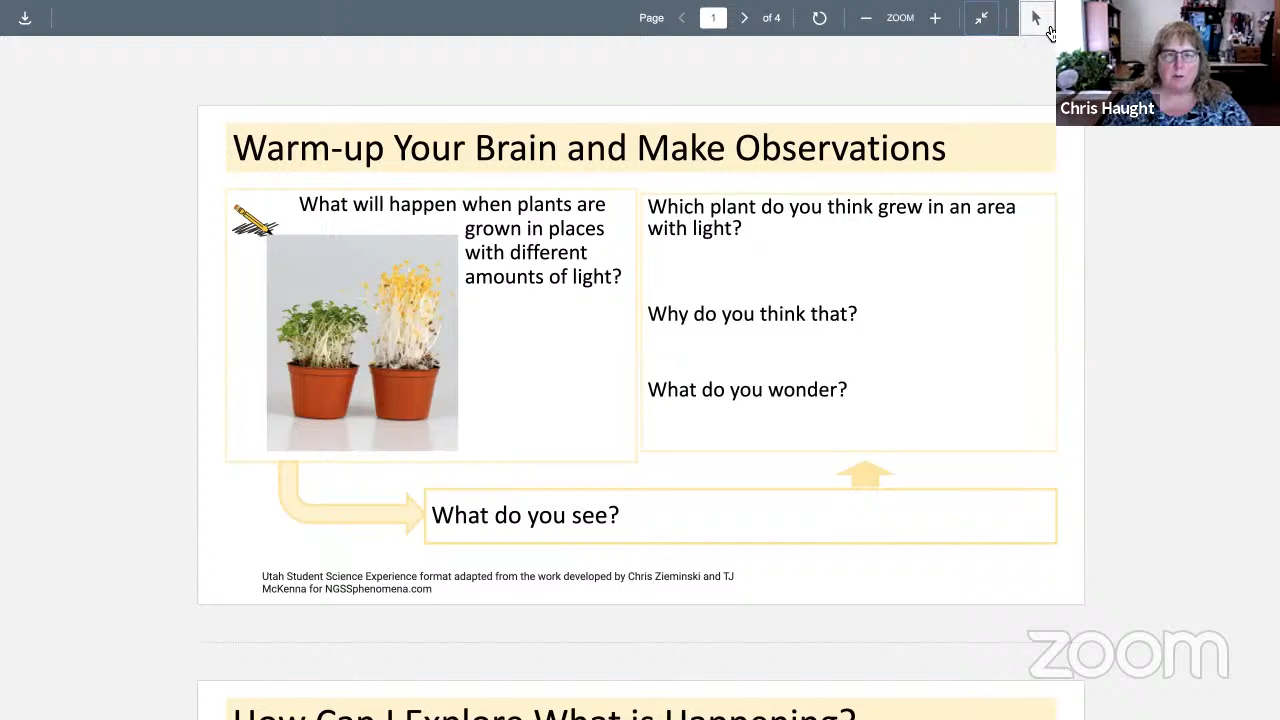 Page
1
of 4
ZOOM
Chris Haught
Warm-up Your Brain and Make Observations
What will happen when plants are
grown in places
with different
amounts of light?
Which plant do you think grew in an area
with light?
Why do you think that?
What do you wonder?
What do you see?
Utah Student Science Experience format adapted from the work developed by Chris Zieminski and TJ
McKenna for NGSSphenomena.com
zoom
How Can I Explore What is Happening?